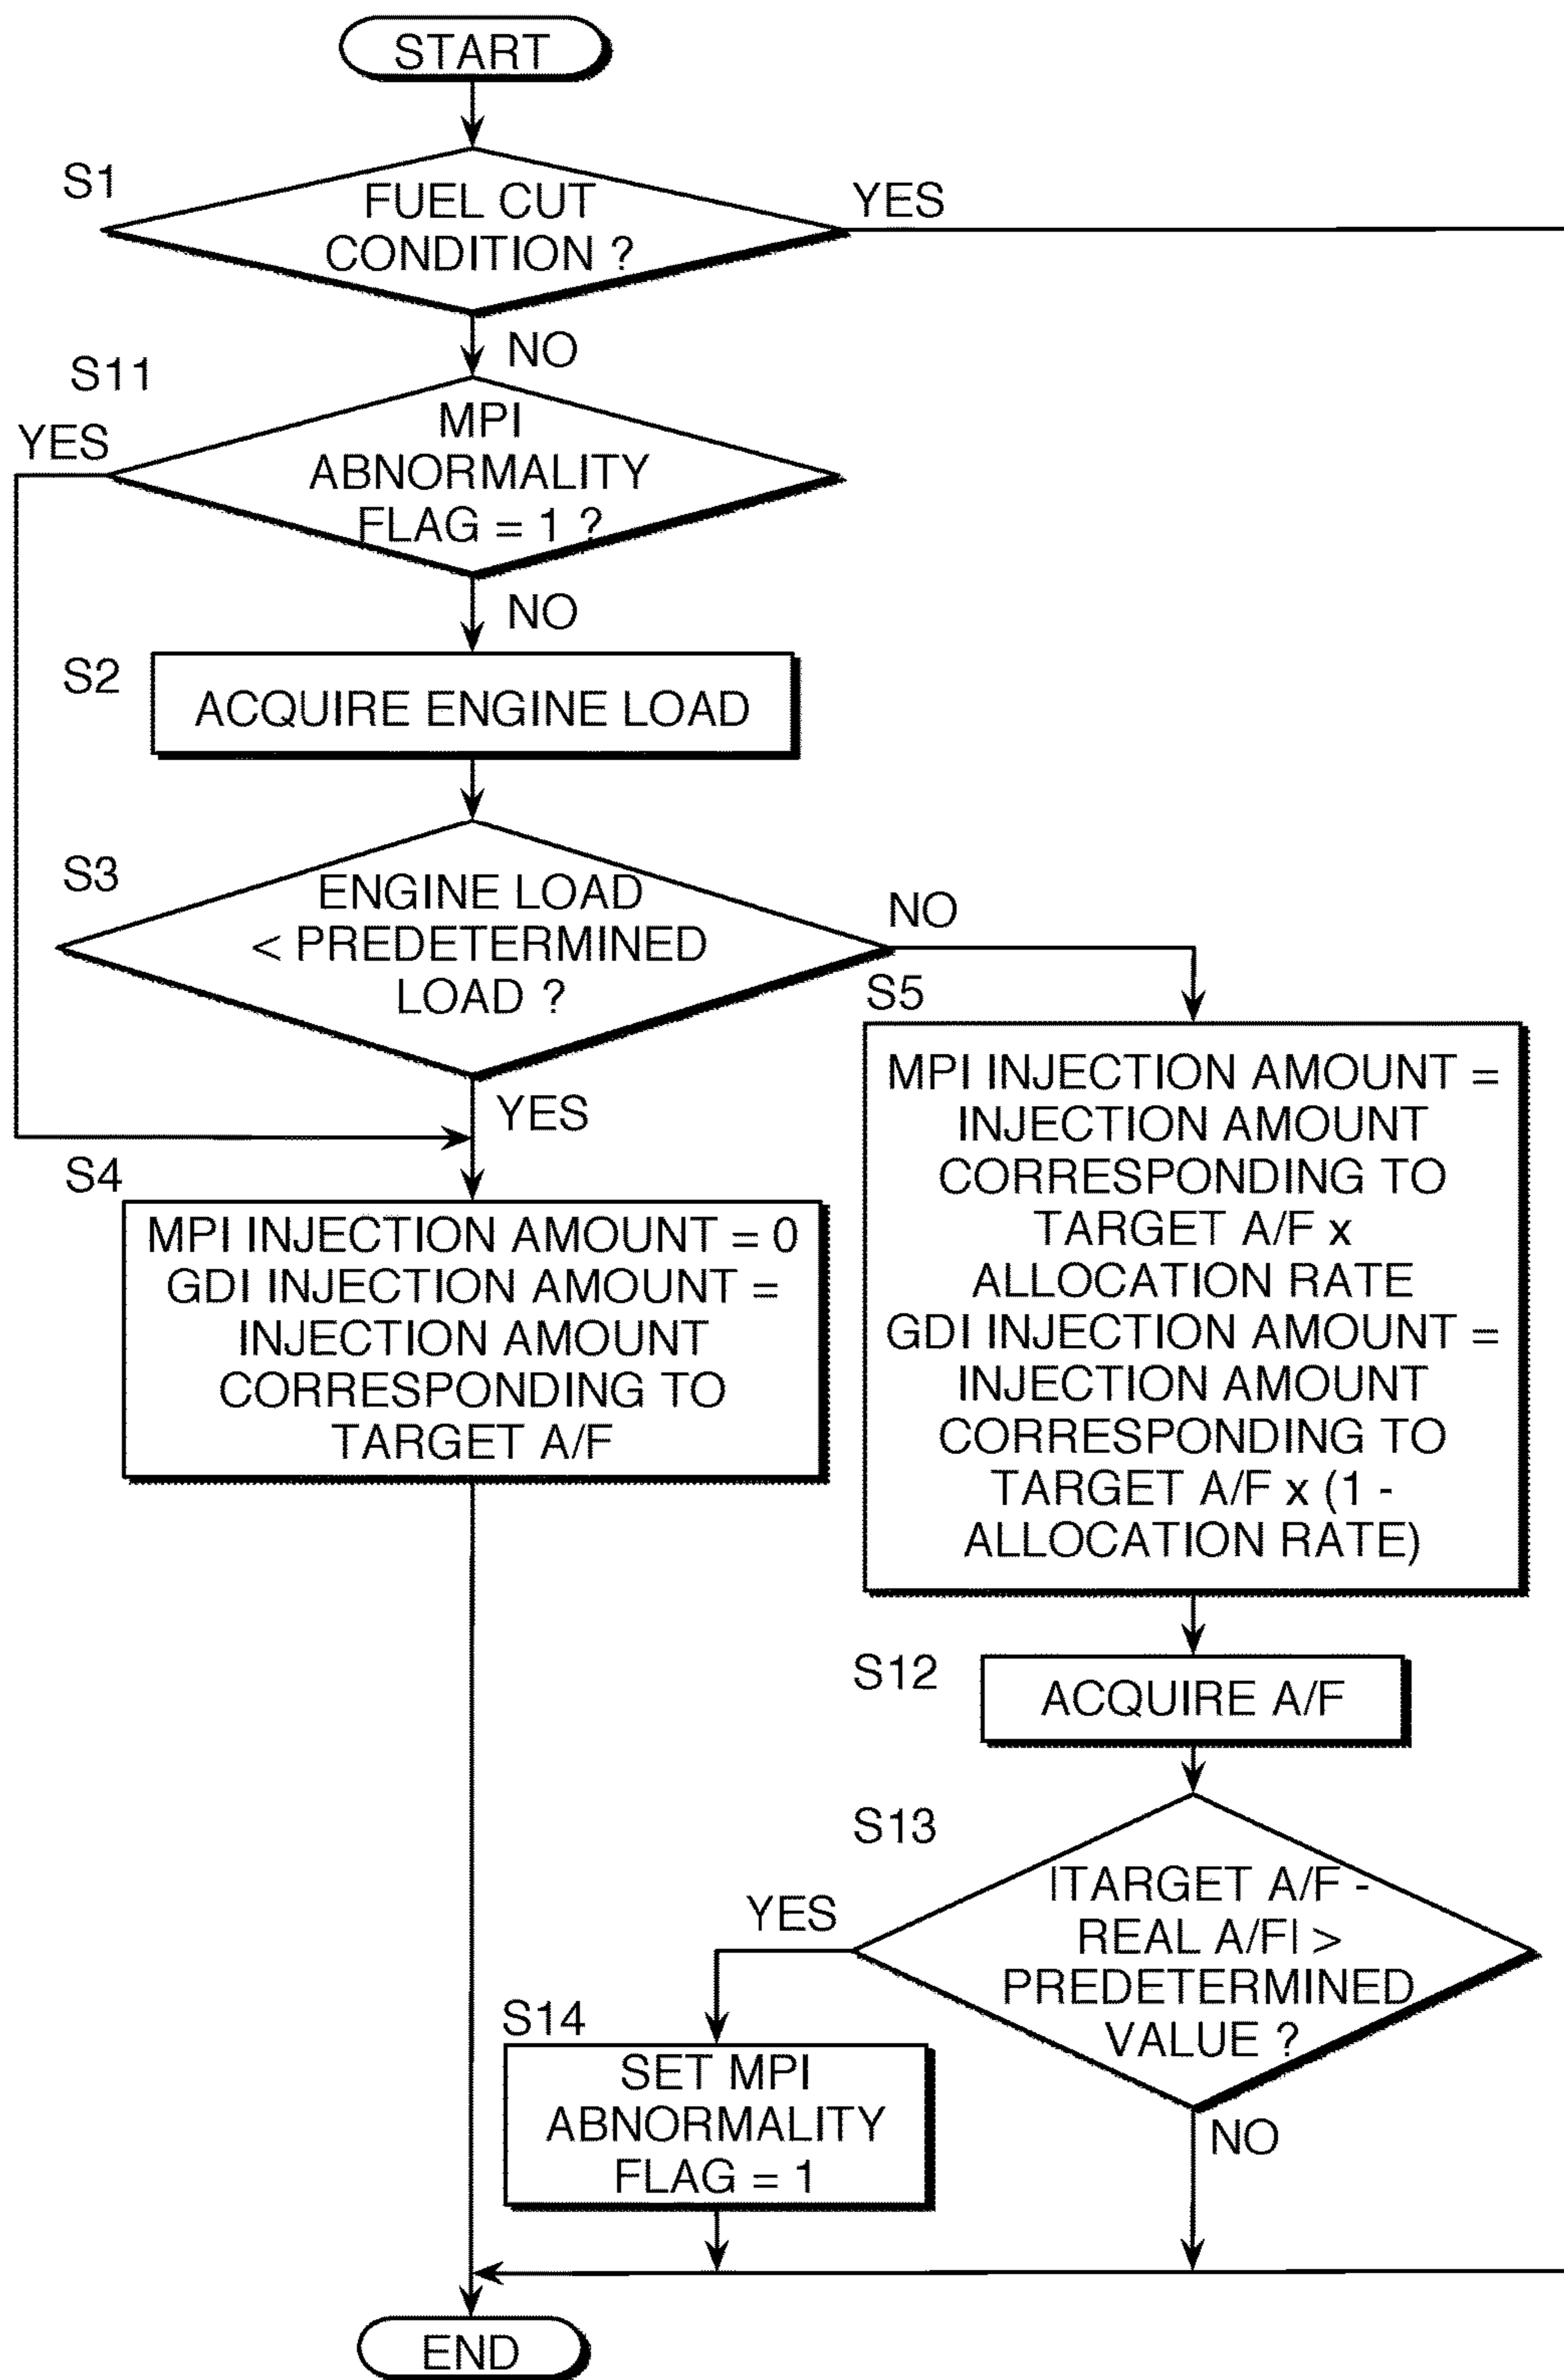 START
S1
FUEL CUT
CONDITION ?
YES
NO
S11
YES
MPI
ABNORMALITY
FLAG = 1 ?
NO
S2
ACQUIRE ENGINE LOAD
S3
ENGINE LOAD
< PREDETERMINED
LOAD ?
NO
YES
S4
MPI INJECTION AMOUNT = 0
GDI INJECTION AMOUNT =
INJECTION AMOUNT
CORRESPONDING TO
TARGET A/F
S5
MPI INJECTION AMOUNT =
INJECTION AMOUNT
CORRESPONDING TO
TARGET A/F x
ALLOCATION RATE
GDI INJECTION AMOUNT =
INJECTION AMOUNT
CORRESPONDING TO
TARGET A/F x (1 -
ALLOCATION RATE)
S12
ACQUIRE A/F
S13
|TARGET A/F -
REAL A/F| >
PREDETERMINED
VALUE ?
YES
NO
S14
SET MPI
ABNORMALITY
FLAG = 1
END